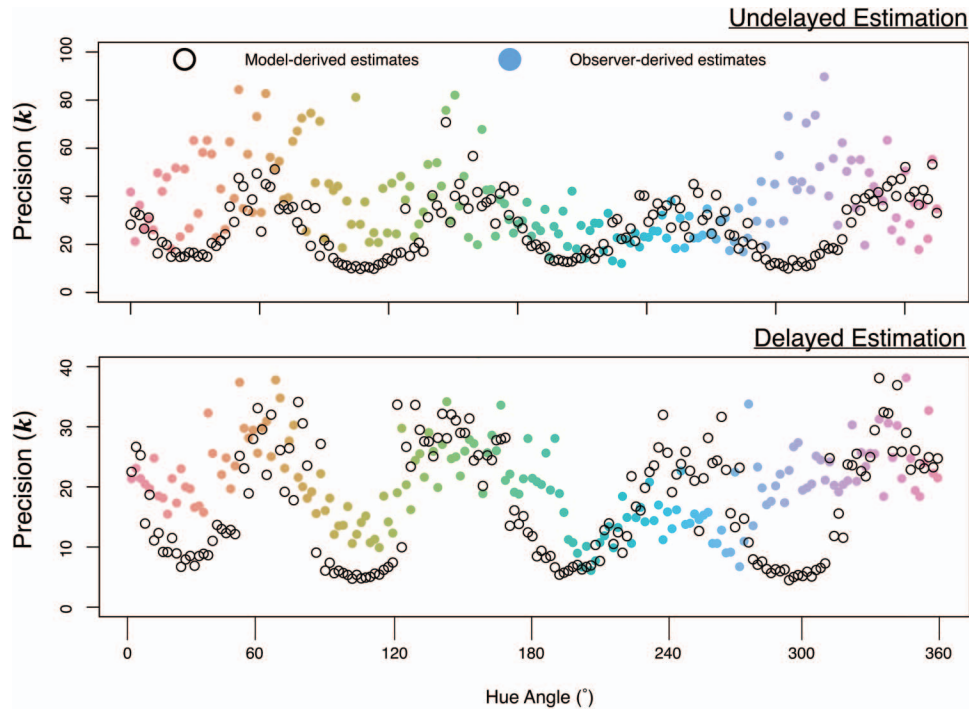 Undelayed Estimation
100
Model-derived estimates
Observer-derived estimates
80
60
40
20
0
Precision (k)
Delayed Estimation
40
30
20
10
0
Precision (k)
0 60 120 180 240 300 360
Hue Angle (°)